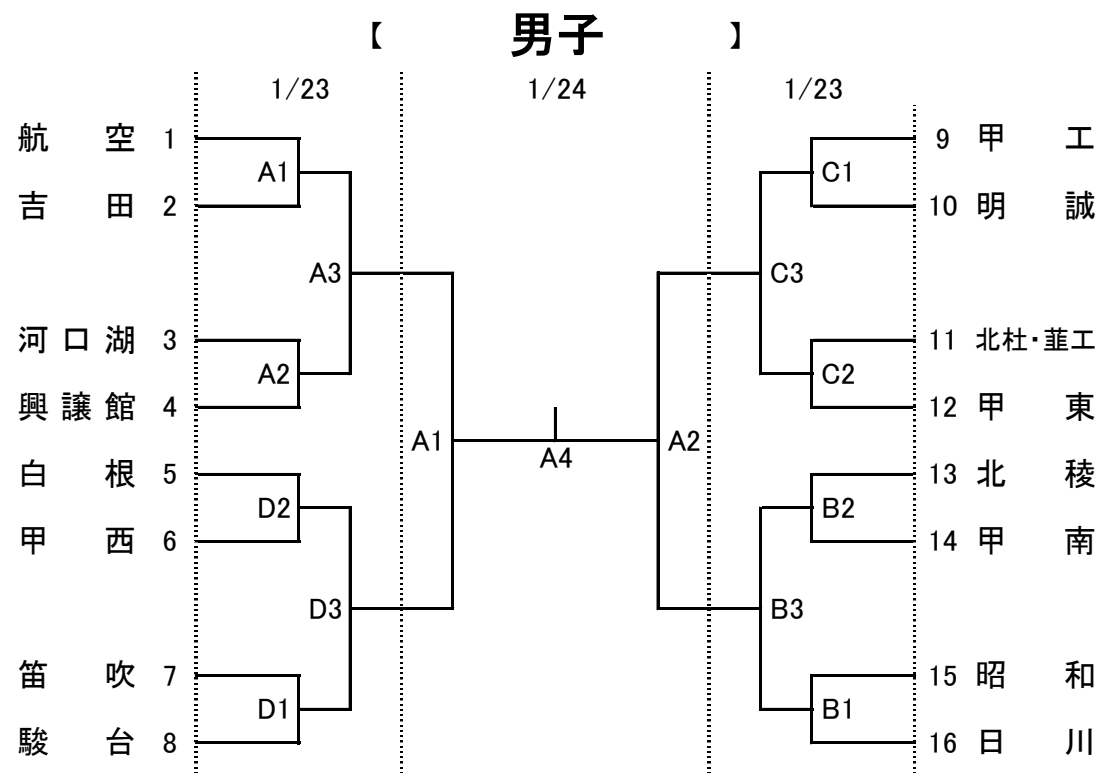 【 男子 】
1/23 1/24 1/23
航空 1 9 甲工
A1 C1
吉田 2 10 明誠
A3 C3
河口湖 3 11 北杜・韮工
A2 C2
興譲館 4 12 甲東
A1 A2
A4
白根 5 13 北稜
D2 B2
甲西 6 14 甲南
D3 B3
笛吹 7 15 昭和
D1 B1
駿台 8 16 日川